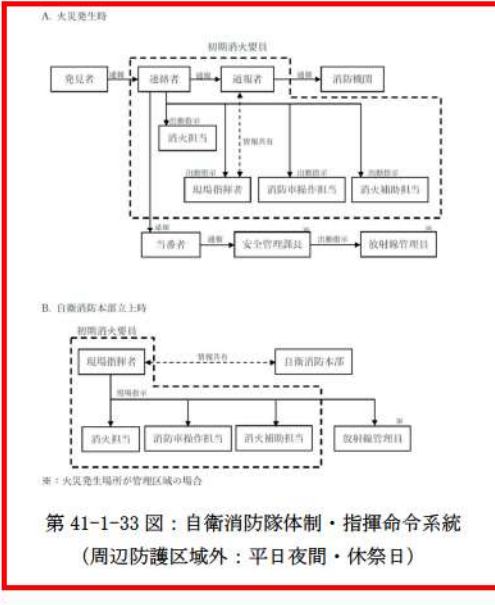 A. 火災発生時
初期消火要員
発見者 通報 連絡者 通報 通報者 通報 消防機関
出動指示
消火担当
情報共有
出動指示 出動指示 出動指示
現場指揮者 消防車操作担当 消火補助担当
通報 ※ ※
当番者 通報 安全管理課長 出動指示 放射線管理員
B. 自衛消防本部立上時
初期消火要員
現場指揮者 情報共有 自衛消防本部
現場指示
※
消火担当 消防車操作担当 消火補助担当 放射線管理員
※：火災発生場所が管理区域の場合
第 41-1-33 図：自衛消防隊体制・指揮命令系統
（周辺防護区域外：平日夜間・休祭日）